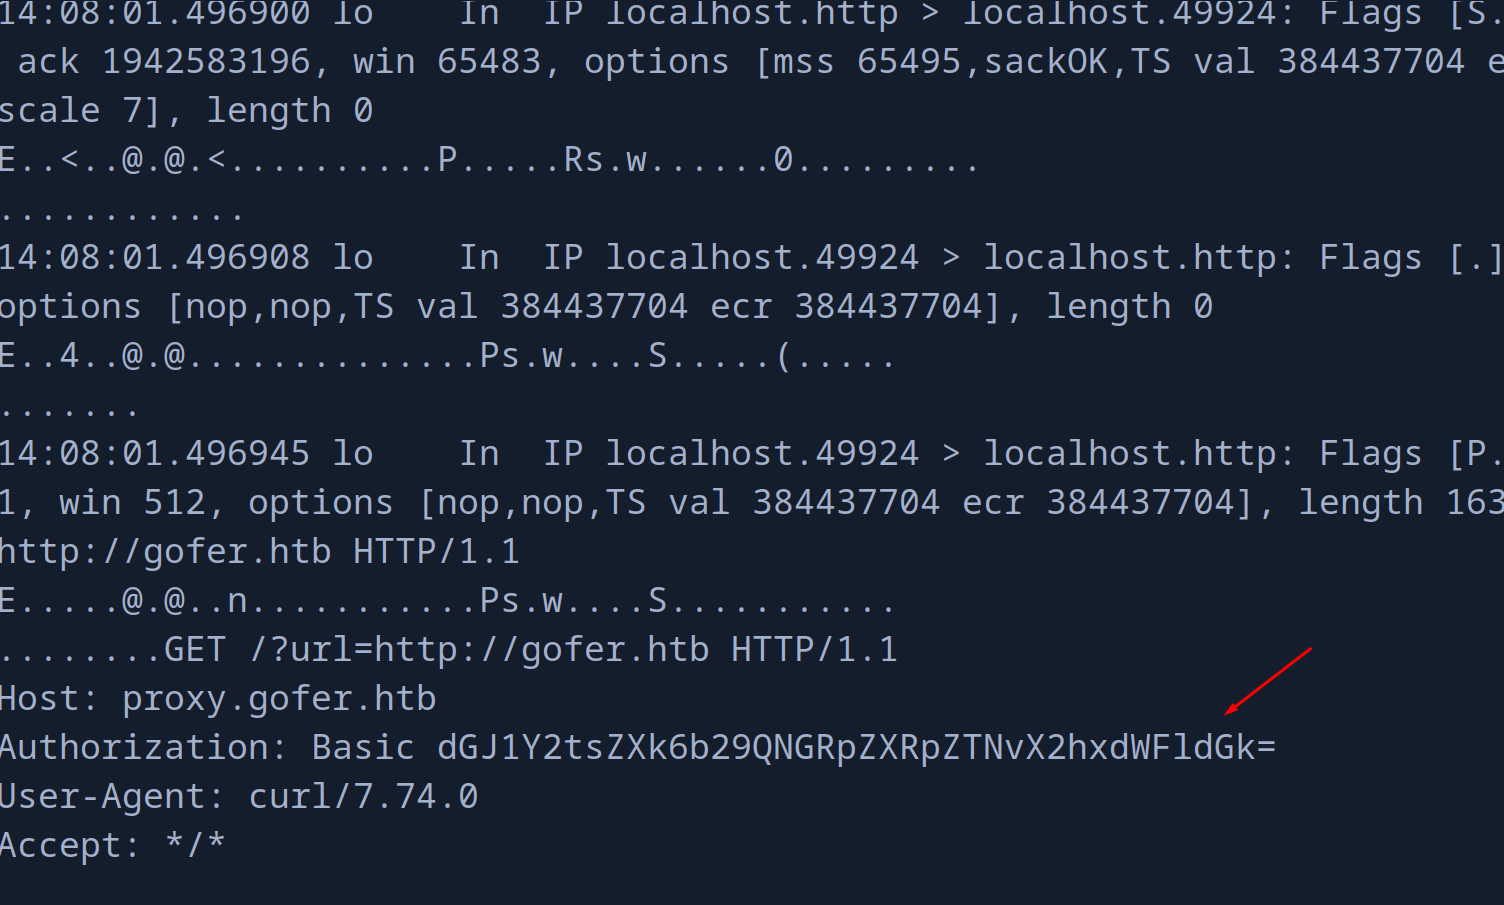 14:08:01.496900 lo    In  IP localhost.http > localhost.49924: Flags [S.
 ack 1942583196, win 65483, options [mss 65495,sackOK,TS val 384437704 e
scale 7], length 0
E..<..@.@.<..........P.....Rs.w......0.........
............
14:08:01.496908 lo    In  IP localhost.49924 > localhost.http: Flags [.]
options [nop,nop,TS val 384437704 ecr 384437704], length 0
E..4..@.@..............Ps.w....S.....(.....
.......
14:08:01.496945 lo    In  IP localhost.49924 > localhost.http: Flags [P.
1, win 512, options [nop,nop,TS val 384437704 ecr 384437704], length 163
http://gofer.htb HTTP/1.1
E.....@.@..n...........Ps.w....S...........
........GET /?url=http://gofer.htb HTTP/1.1
Host: proxy.gofer.htb
Authorization: Basic dGJ1Y2tsZXk6b29QNGRpZXRpZTNvX2hxdWFldGk=
User-Agent: curl/7.74.0
Accept: */*